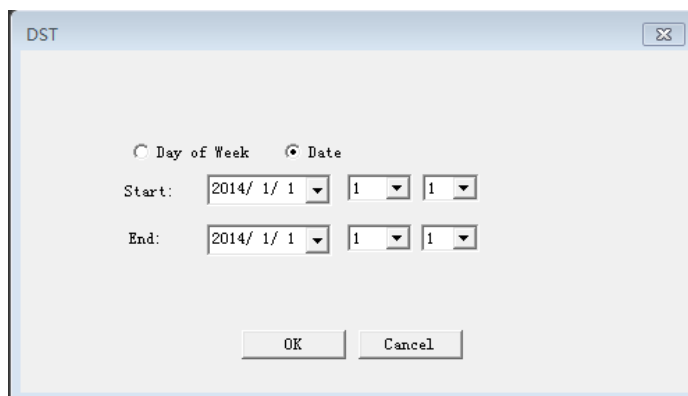 DST
Day of Week Date
Start: 2014/ 1/ 1 1 1
End: 2014/ 1/ 1 1 1
OK Cancel